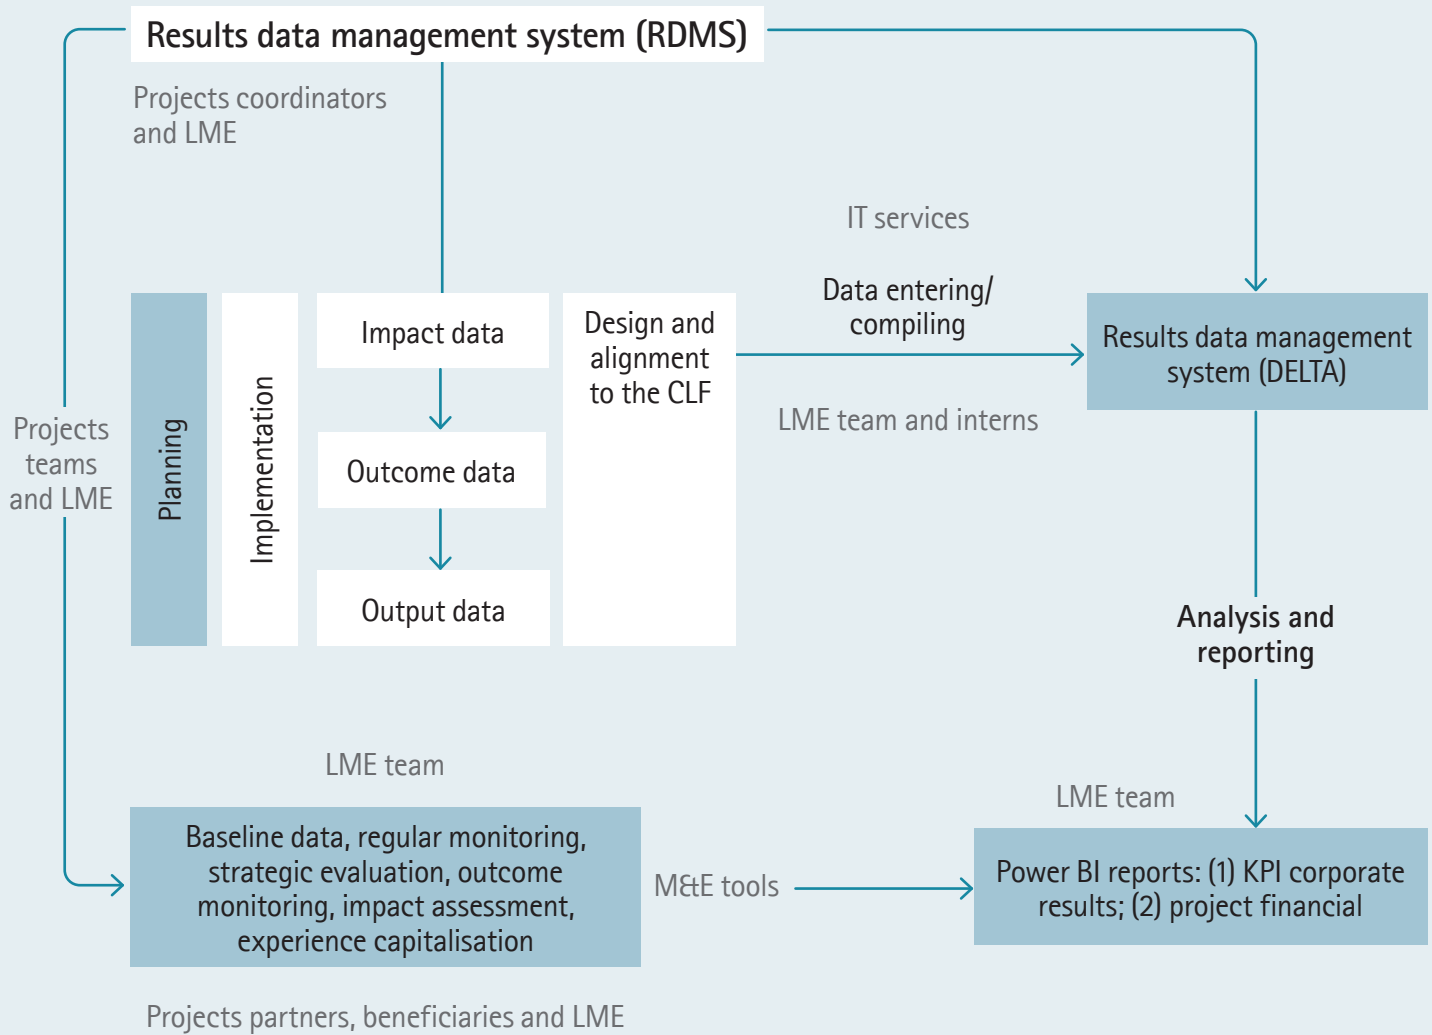 Results data management system (RDMS)
Projects coordinators
and LME
IT services
Data entering/
compiling
LME team and interns
Results data management
system (DELTA)
Projects
teams
and LME
Planning
Implementation
Impact data
Outcome data
Output data
Design and
alignment
to the CLF
Analysis and
reporting
LME team
Baseline data, regular monitoring,
strategic evaluation, outcome
monitoring, impact assessment,
experience capitalisation
M&E tools
LME team
Power BI reports: (1) KPI corporate
results; (2) project financial
Projects partners, beneficiaries and LME